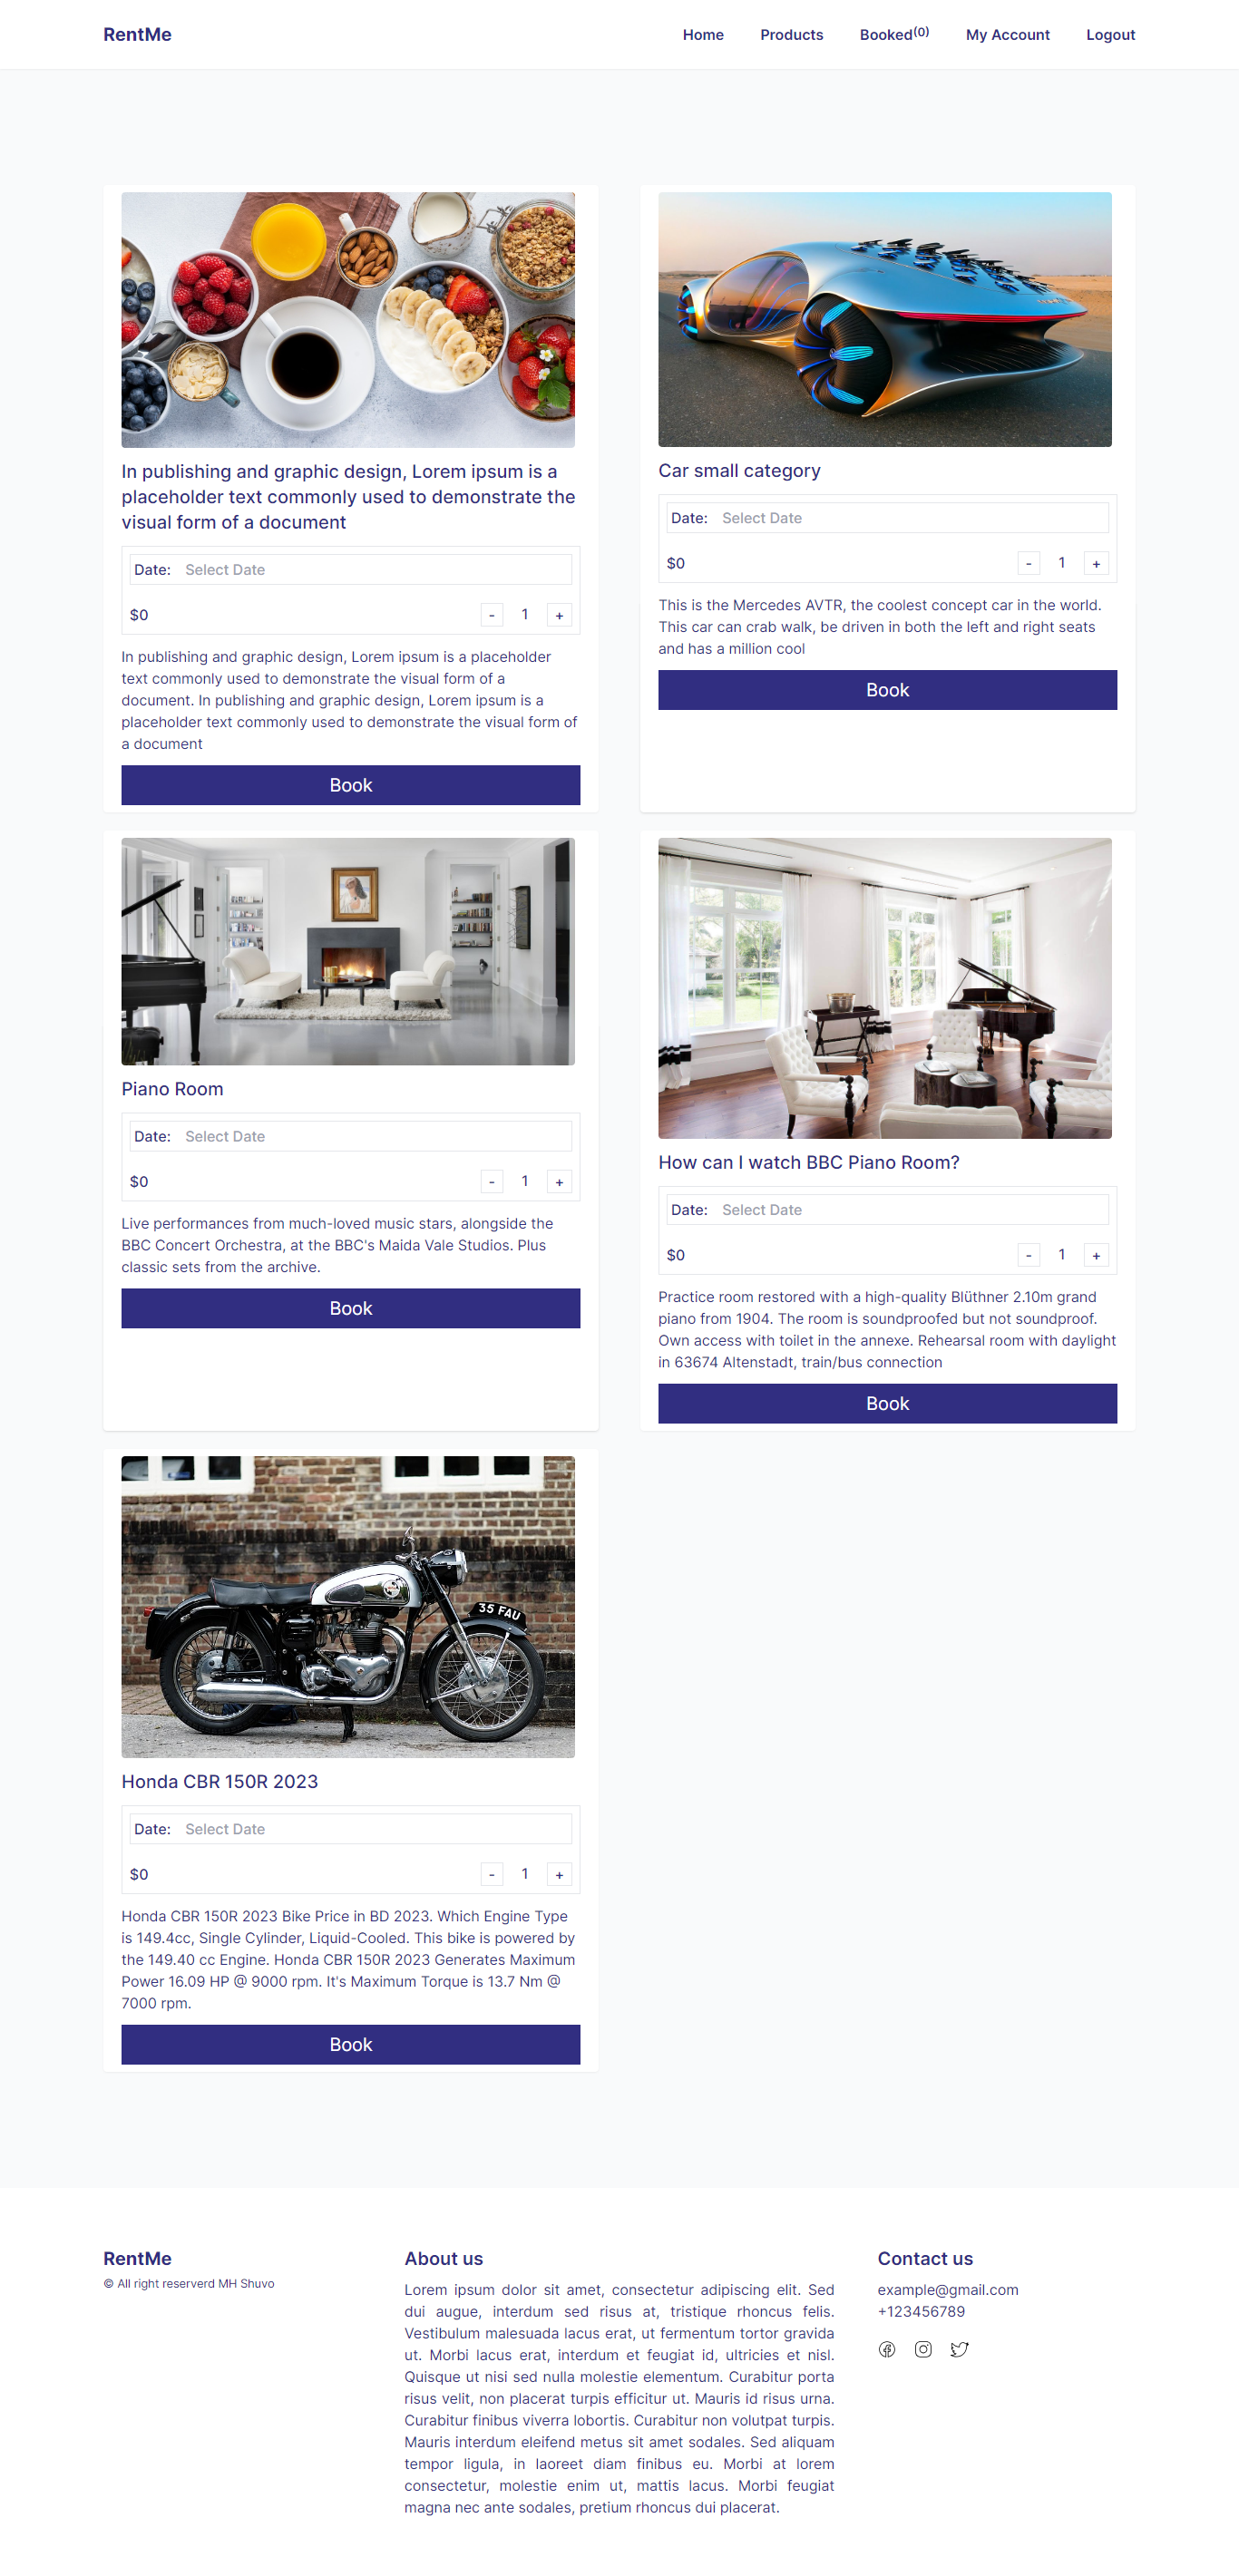 RentMe
Home
Products
Booked(0)
My Account
Logout
In publishing and graphic design, Lorem ipsum is a
placeholder text commonly used to demonstrate the
visual form of a document
Date: Select Date
$0
- 1 +
In publishing and graphic design, Lorem ipsum is a placeholder
text commonly used to demonstrate the visual form of a
document. In publishing and graphic design, Lorem ipsum is a
placeholder text commonly used to demonstrate the visual form of
a document
Book
Car small category
Date: Select Date
$0
- 1 +
This is the Mercedes AVTR, the coolest concept car in the world.
This car can crab walk, be driven in both the left and right seats
and has a million cool
Book
Piano Room
Date: Select Date
$0
- 1 +
Live performances from much-loved music stars, alongside the
BBC Concert Orchestra, at the BBC's Maida Vale Studios. Plus
classic sets from the archive.
Book
How can I watch BBC Piano Room?
Date: Select Date
$0
- 1 +
Practice room restored with a high-quality Blüthner 2.10m grand
piano from 1904. The room is soundproofed but not soundproof.
Own access with toilet in the annexe. Rehearsal room with daylight
in 63674 Altenstadt, train/bus connection
Book
35 FAU
Honda CBR 150R 2023
Date: Select Date
$0
- 1 +
Honda CBR 150R 2023 Bike Price in BD 2023. Which Engine Type
is 149.4cc, Single Cylinder, Liquid-Cooled. This bike is powered by
the 149.40 cc Engine. Honda CBR 150R 2023 Generates Maximum
Power 16.09 HP @ 9000 rpm. It's Maximum Torque is 13.7 Nm @
7000 rpm.
Book
RentMe
© All right reserverd MH Shuvo
About us
Lorem ipsum dolor sit amet, consectetur adipiscing elit. Sed
dui augue, interdum sed risus at, tristique rhoncus felis.
Vestibulum malesuada lacus erat, ut fermentum tortor gravida
ut. Morbi lacus erat, interdum et feugiat id, ultricies et nisl.
Quisque ut nisi sed nulla molestie elementum. Curabitur porta
risus velit, non placerat turpis efficitur ut. Mauris id risus urna.
Curabitur finibus viverra lobortis. Curabitur non volutpat turpis.
Mauris interdum eleifend metus sit amet sodales. Sed aliquam
tempor ligula, in laoreet diam finibus eu. Morbi at lorem
consectetur, molestie enim ut, mattis lacus. Morbi feugiat
magna nec ante sodales, pretium rhoncus dui placerat.
Contact us
example@gmail.com
+123456789